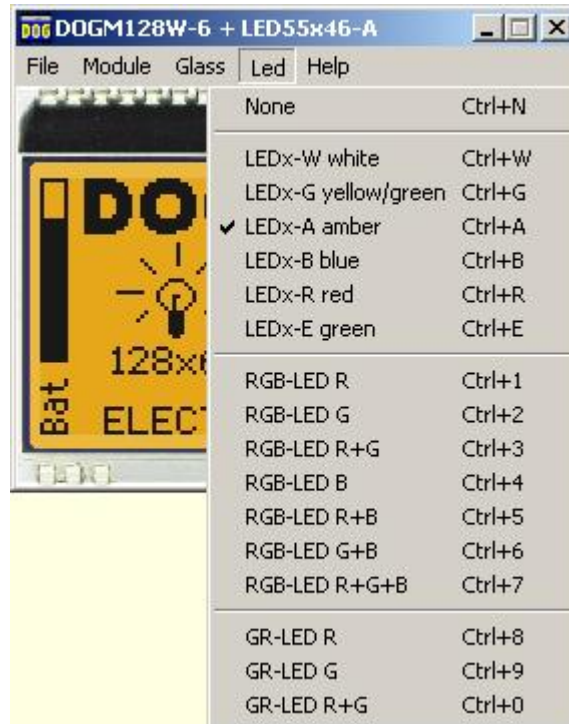 DOG DOGM128W-6 + LED55x46-A
File Module Glass Led Help
None Ctrl+N
LEDx-W white Ctrl+W
LEDx-G yellow/green Ctrl+G
LEDx-A amber Ctrl+A
LEDx-B blue Ctrl+B
LEDx-R red Ctrl+R
LEDx-E green Ctrl+E
RGB-LED R Ctrl+1
RGB-LED G Ctrl+2
RGB-LED R+G Ctrl+3
RGB-LED B Ctrl+4
RGB-LED R+B Ctrl+5
RGB-LED G+B Ctrl+6
RGB-LED R+G+B Ctrl+7
GR-LED R Ctrl+8
GR-LED G Ctrl+9
GR-LED R+G Ctrl+0
DO
128x
Bat
ELECT